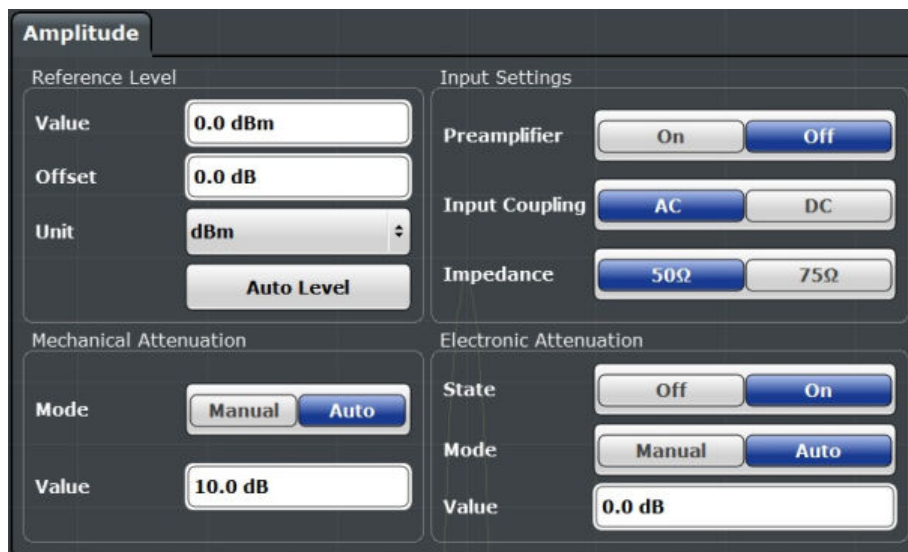 Amplitude
Reference Level
Value 0.0 dBm
Offset 0.0 dB
Unit dBm
Auto Level
Input Settings
Preamplifier On Off
Input Coupling AC DC
Impedance 50Ω 75Ω
Mechanical Attenuation
Mode Manual Auto
Value 10.0 dB
Electronic Attenuation
State Off On
Mode Manual Auto
Value 0.0 dB